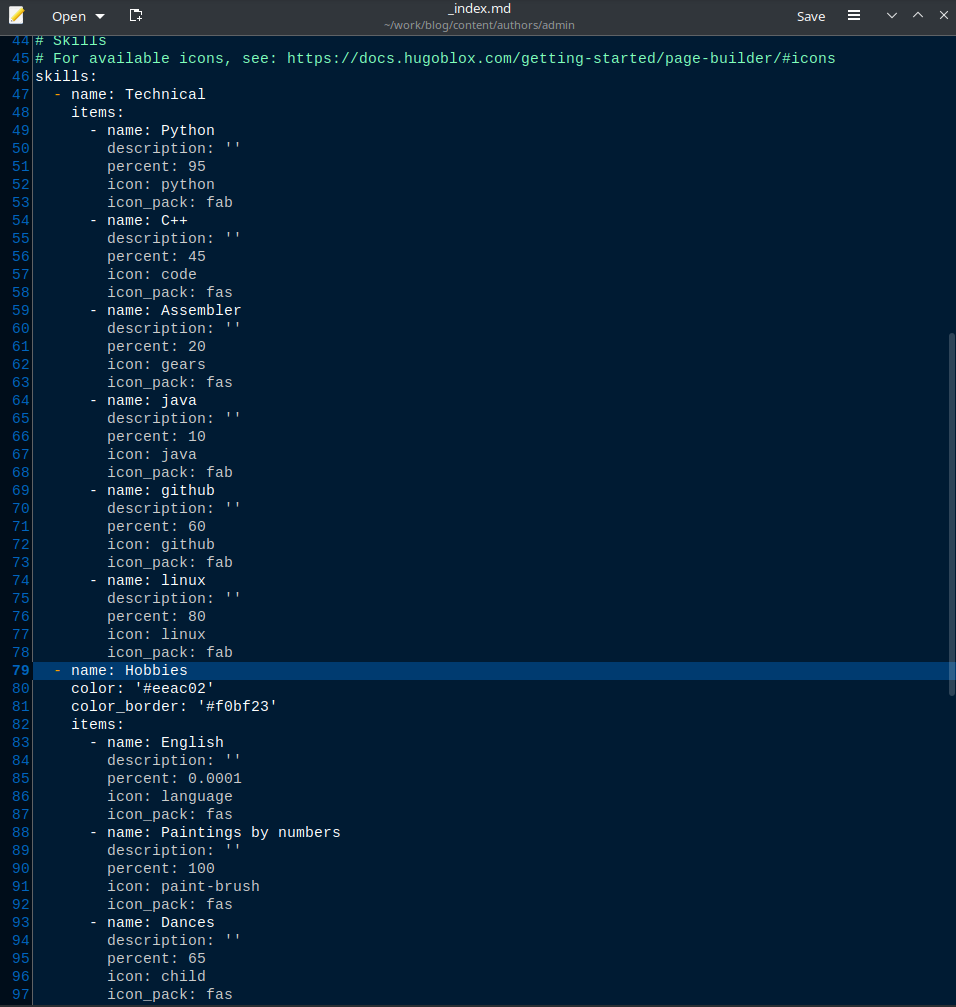 Open
_index.md
~/work/blog/content/authors/admin
Save
44 # Skills
45 # For available icons, see: https://docs.hugoblox.com/getting-started/page-builder/#icons
46 skills:
47   - name: Technical
48     items:
49       - name: Python
50         description: ''
51         percent: 95
52         icon: python
53         icon_pack: fab
54       - name: C++
55         description: ''
56         percent: 45
57         icon: code
58         icon_pack: fas
59       - name: Assembler
60         description: ''
61         percent: 20
62         icon: gears
63         icon_pack: fas
64       - name: java
65         description: ''
66         percent: 10
67         icon: java
68         icon_pack: fab
69       - name: github
70         description: ''
71         percent: 60
72         icon: github
73         icon_pack: fab
74       - name: linux
75         description: ''
76         percent: 80
77         icon: linux
78         icon_pack: fab
79   - name: Hobbies
80     color: '#eeac02'
81     color_border: '#f0bf23'
82     items:
83       - name: English
84         description: ''
85         percent: 0.0001
86         icon: language
87         icon_pack: fas
88       - name: Paintings by numbers
89         description: ''
90         percent: 100
91         icon: paint-brush
92         icon_pack: fas
93       - name: Dances
94         description: ''
95         percent: 65
96         icon: child
97         icon_pack: fas